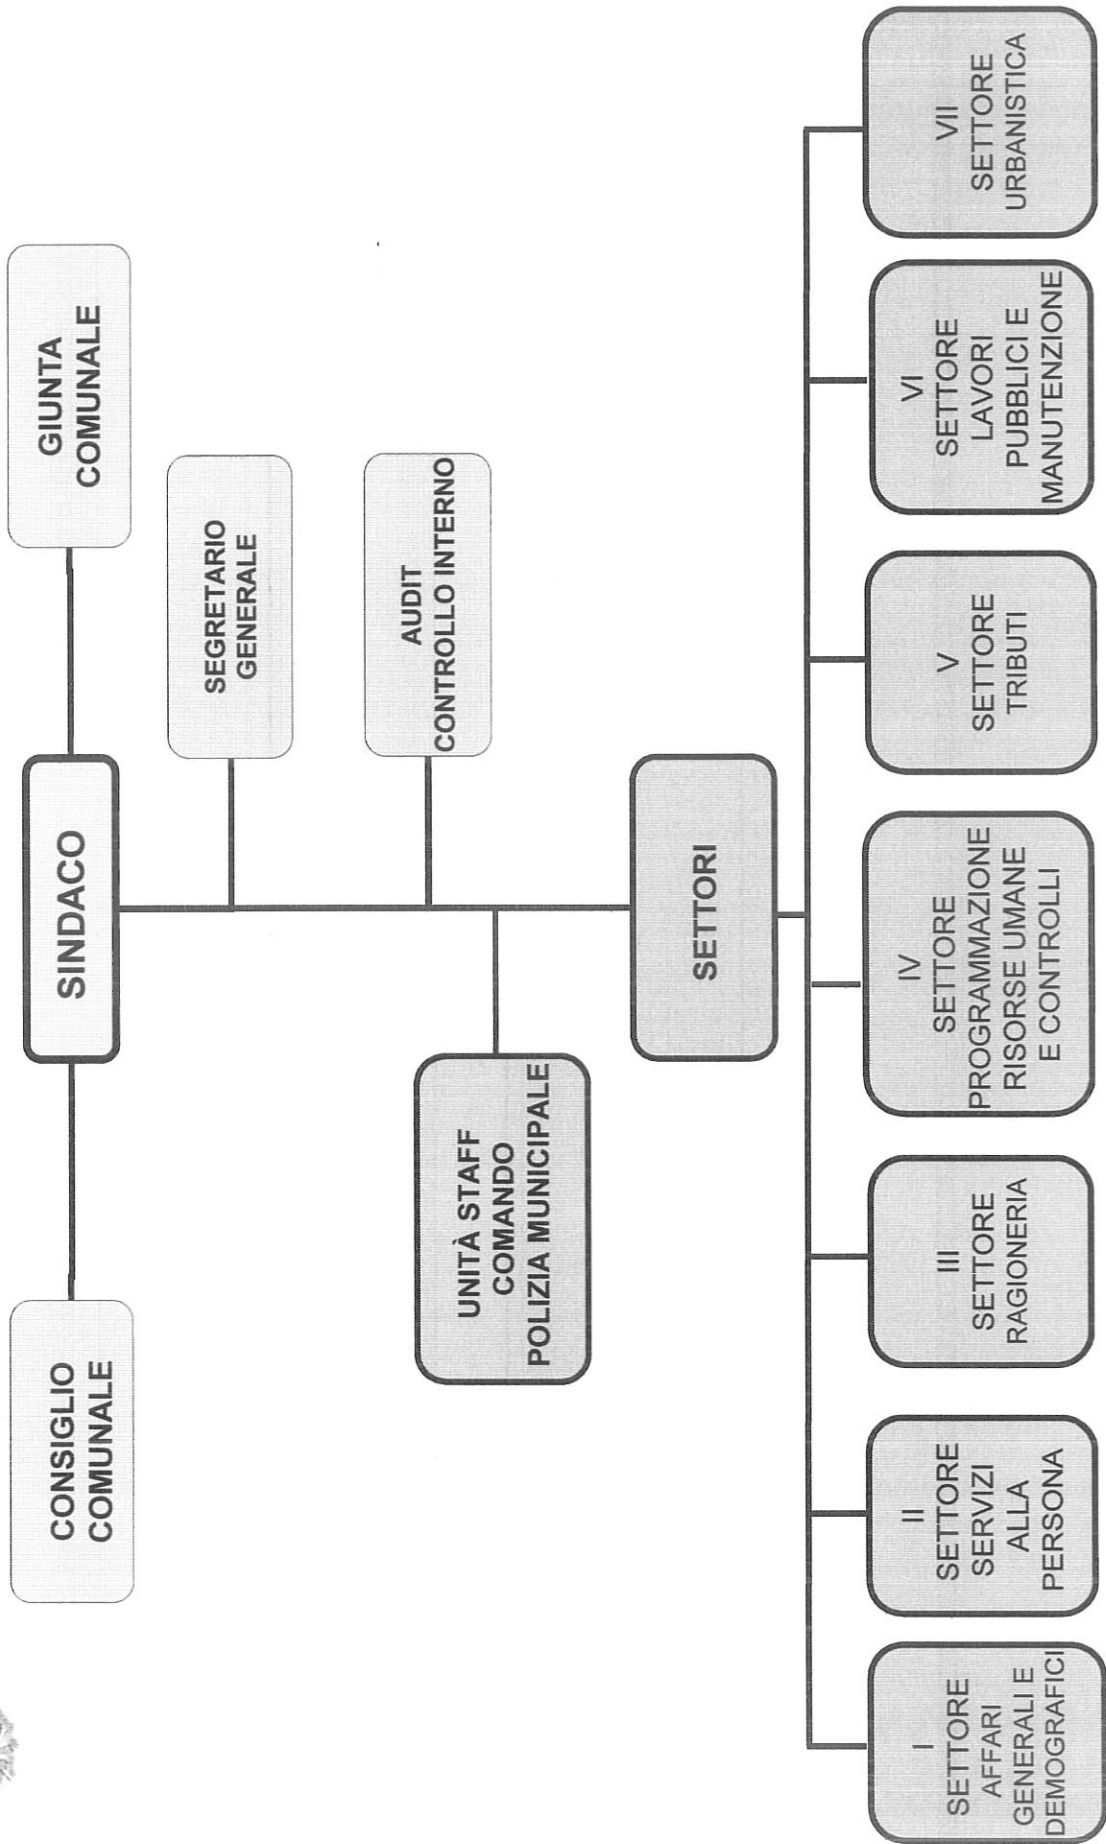 CONSIGLIO
COMUNALE
SINDACO
GIUNTA
COMUNALE
SEGRETARIO
GENERALE
AUDIT
CONTROLLO INTERNO
UNITÀ STAFF
COMANDO
POLIZIA MUNICIPALE
SETTORI
I
SETTORE
AFFARI
GENERALI E
DEMOGRAFICI
II
SETTORE
SERVIZI
ALLA
PERSONA
III
SETTORE
RAGIONERIA
IV
SETTORE
PROGRAMMAZIONE
RISORSE UMANE
E CONTROLLI
V
SETTORE
TRIBUTI
VI
SETTORE
LAVORI
PUBBLICI E
MANUTENZIONE
VII
SETTORE
URBANISTICA